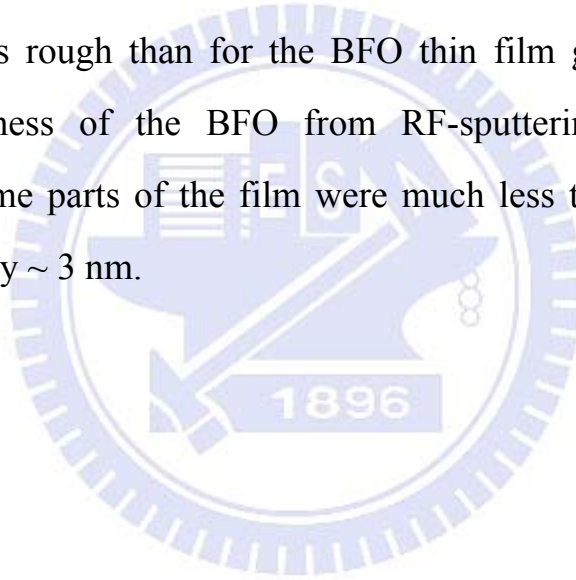 s rough than for the BFO thin film g
ness of the BFO from RF-sputterin
me parts of the film were much less t
y ~ 3 nm.
E S A
1896